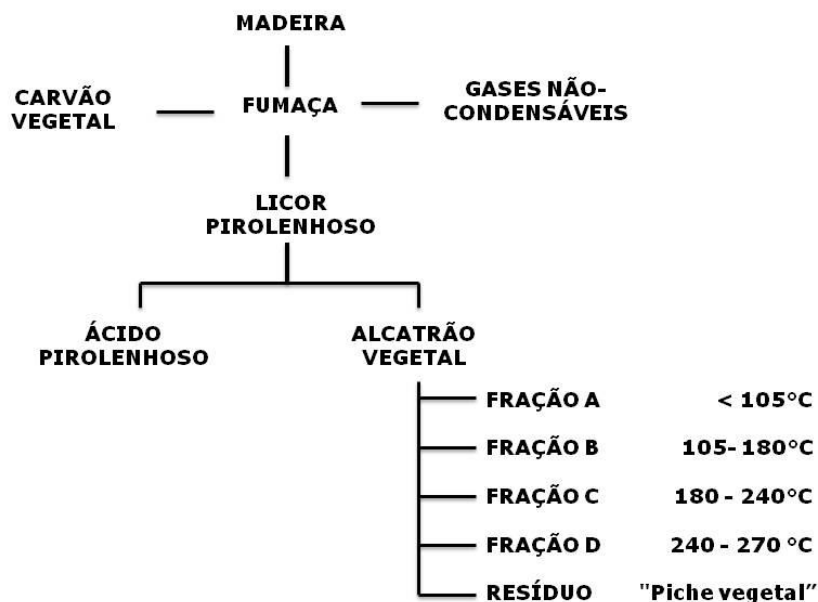 MADEIRA
CARVÃO
VEGETAL
FUMAÇA
GASES NÃO-
CONDENSÁVEIS
LICOR
PIROLENHOSO
ÁCIDO
PIROLENHOSO
ALCATRÃO
VEGETAL
FRAÇÃO A < 105°C
FRAÇÃO B 105- 180°C
FRAÇÃO C 180 - 240°C
FRAÇÃO D 240 - 270 °C
RESÍDUO "Piche vegetal”